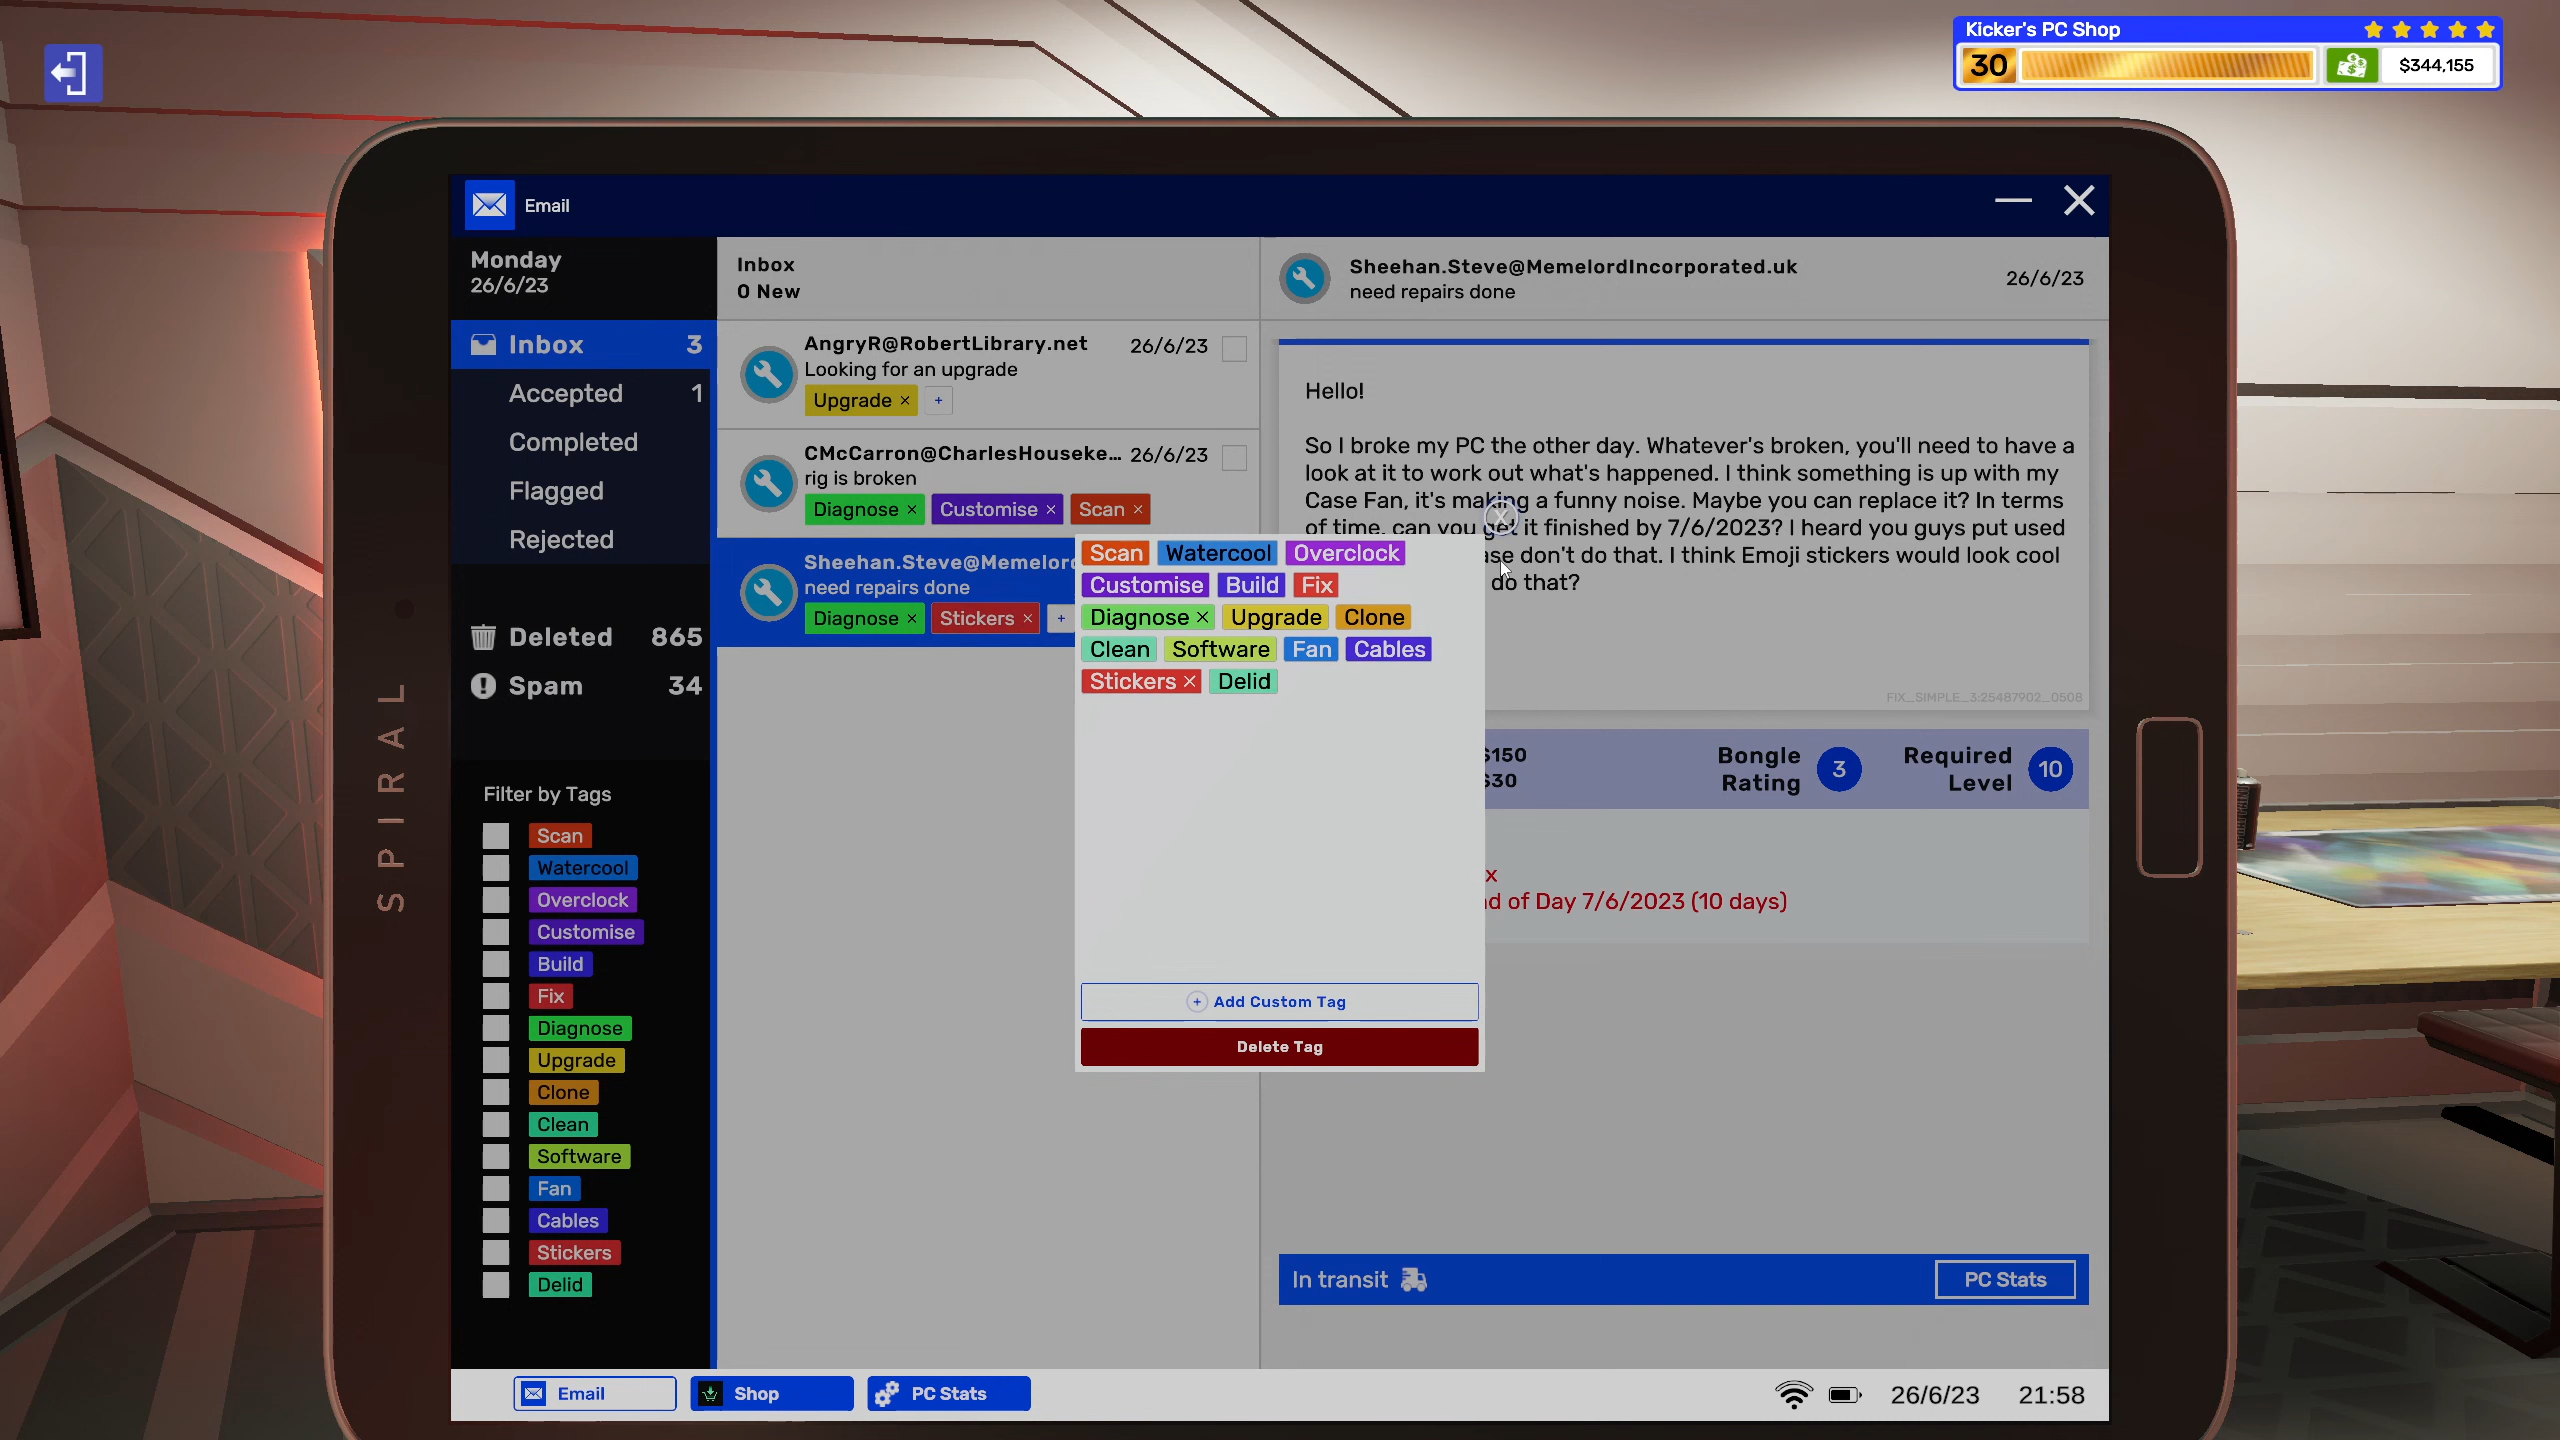 Kicker's PC Shop
30
$344,155
Email
Monday
26/6/23
Inbox 3
Accepted 1
Completed
Flagged
Rejected
Deleted 865
Spam 34
Filter by Tags
Scan
Watercool
Overclock
Customise
Build
Fix
Diagnose
Upgrade
Clone
Clean
Software
Fan
Cables
Stickers
Delid
Inbox
0 New
AngryR@RobertLibrary.net 26/6/23
Looking for an upgrade
Upgrade × +
CMcCarron@CharlesHouseke... 26/6/23
rig is broken
Diagnose × Customise × Scan ×
Sheehan.Steve@Memelord
need repairs done
Diagnose × Stickers × +
Scan Watercool Overclock
Customise Build Fix
Diagnose × Upgrade Clone
Clean Software Fan Cables
Stickers × Delid
+ Add Custom Tag
Delete Tag
Sheehan.Steve@MemelordIncorporated.uk
need repairs done
26/6/23
Hello!
So I broke my PC the other day. Whatever's broken, you'll need to have a
look at it to work out what's happened. I think something is up with my
Case Fan, it's making a funny noise. Maybe you can replace it? In terms
of time, can you get it finished by 7/6/2023? I heard you guys put used
ase don't do that. I think Emoji stickers would look cool
do that?
FIX_SIMPLE_3:25487902_0508
$150
$30
Bongle
Rating 3
Required
Level 10
x
nd of Day 7/6/2023 (10 days)
In transit
PC Stats
Email
Shop
PC Stats
26/6/23 21:58
SPIRAL